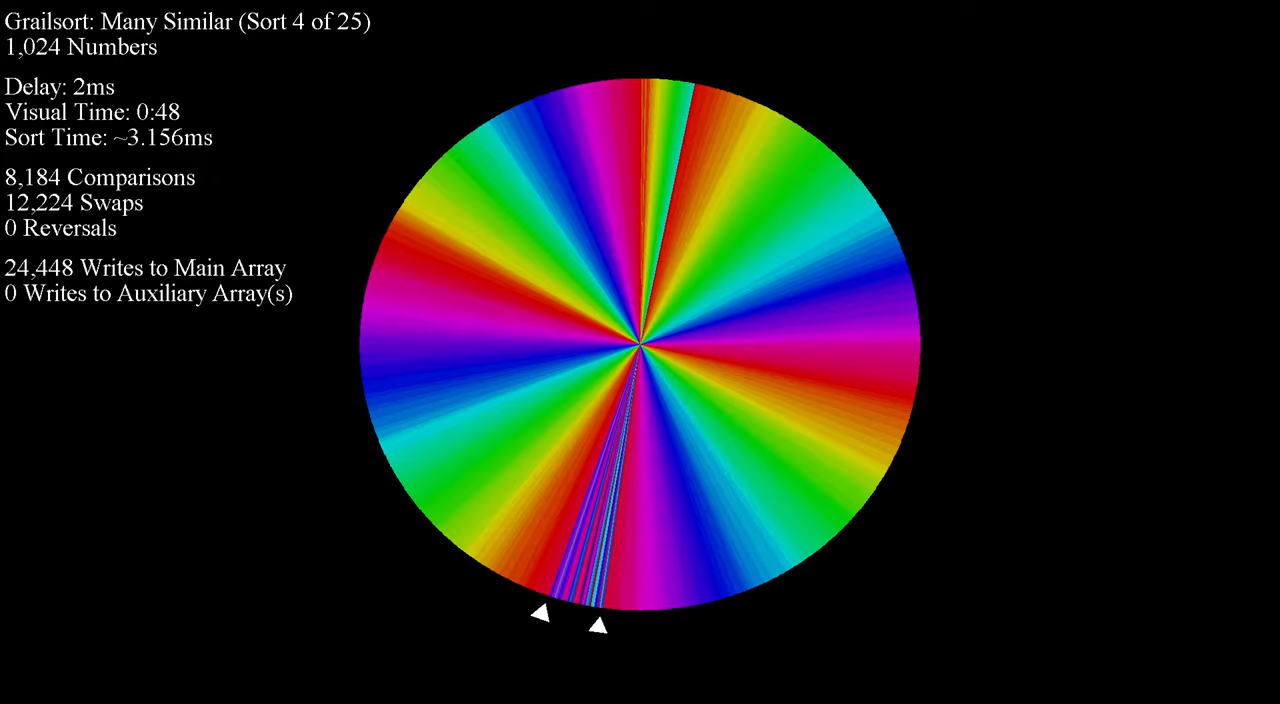 Grailsort: Many Similar (Sort 4 of 25)
1,024 Numbers
Delay: 2ms
Visual Time: 0:48
Sort Time: ~3.156ms
8,184 Comparisons
12,224 Swaps
0 Reversals
24,448 Writes to Main Array
0 Writes to Auxiliary Array(s)